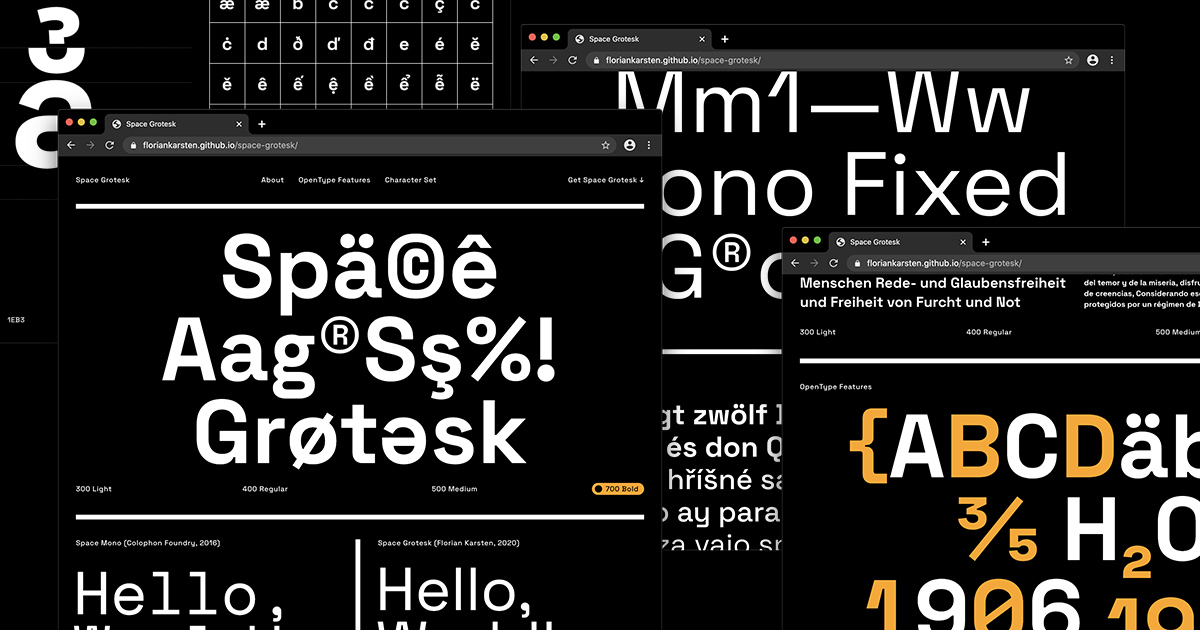 æ æ b c c c ç c
ċ d ð ď đ e é ĕ
ě ê ế ệ ề ể ễ ë
1EB3
Space Grotesk
floriankarsten.github.io/space-grotesk/
Mm1—Ww
ono Fixed
G®
gt zwölf
és don Q
hříšné sa
ay para
za vajo sp
Space Grotesk
floriankarsten.github.io/space-grotesk/
Space Grotesk
About OpenType Features Character Set
Get Space Grotesk ↓
Spä©ê
Aag®Sş%!
Grøtəsk
300 Light 400 Regular 500 Medium 700 Bold
Space Mono (Colophon Foundry, 2016)
Hello,
Space Grotesk (Florian Karsten, 2020)
Hello,
Space Grotesk
floriankarsten.github.io/space-grotesk/
Menschen Rede- und Glaubensfreiheit
und Freiheit von Furcht und Not
del temor y de la miseria, disfru
de creencias, Considerando ese
protegidos por un régimen de
300 Light 400 Regular 500 Medium
OpenType Features
{ABCDäb
⅗ H₂O
1906 19